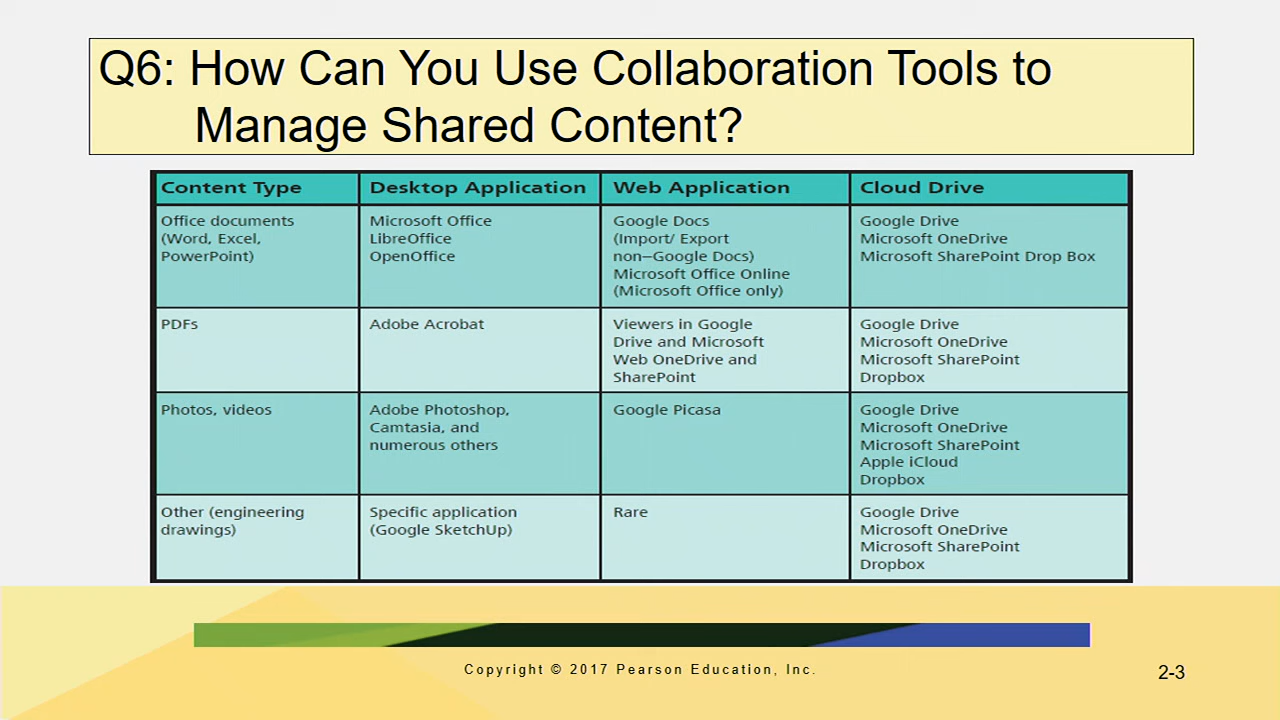 Q6: How Can You Use Collaboration Tools to
Manage Shared Content?
Content Type
Desktop Application
Web Application
Cloud Drive
Office documents
(Word, Excel,
PowerPoint)
Microsoft Office
LibreOffice
OpenOffice
Google Docs
(Import/ Export
non–Google Docs)
Microsoft Office Online
(Microsoft Office only)
Google Drive
Microsoft OneDrive
Microsoft SharePoint Drop Box
PDFs
Adobe Acrobat
Viewers in Google
Drive and Microsoft
Web OneDrive and
SharePoint
Google Drive
Microsoft OneDrive
Microsoft SharePoint
Dropbox
Photos, videos
Adobe Photoshop,
Camtasia, and
numerous others
Google Picasa
Google Drive
Microsoft OneDrive
Microsoft SharePoint
Apple iCloud
Dropbox
Other (engineering
drawings)
Specific application
(Google SketchUp)
Rare
Google Drive
Microsoft OneDrive
Microsoft SharePoint
Dropbox
Copyright © 2017 Pearson Education, Inc.
2-3